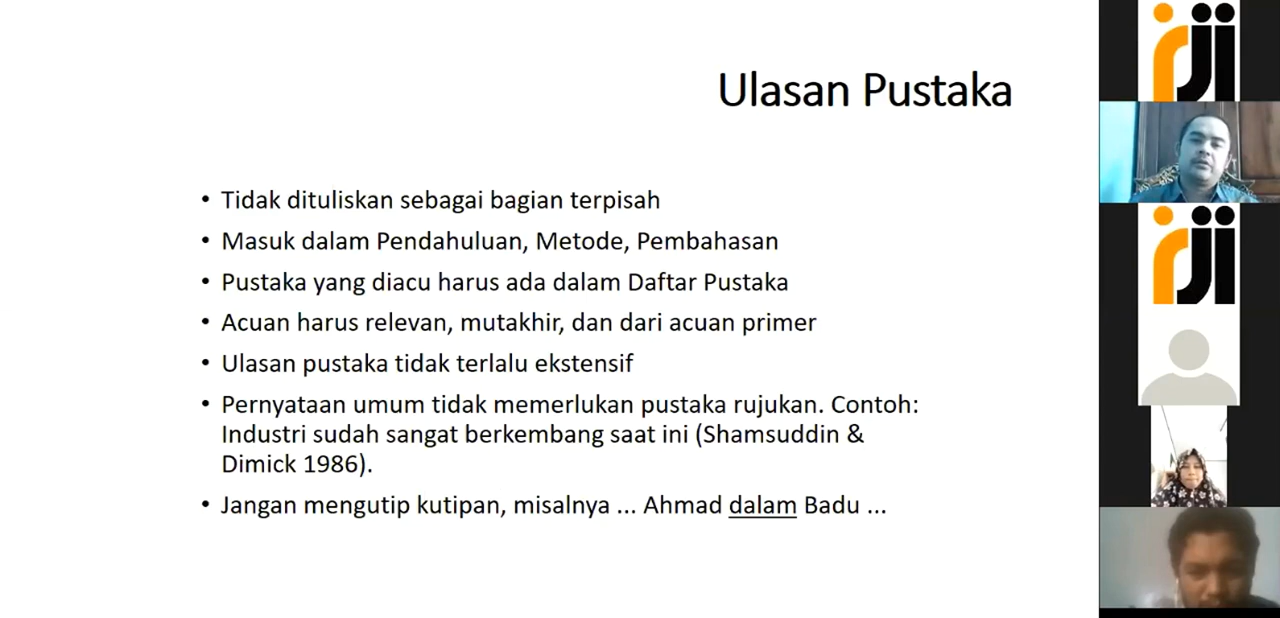 Ulasan Pustaka
• Tidak dituliskan sebagai bagian terpisah
• Masuk dalam Pendahuluan, Metode, Pembahasan
• Pustaka yang diacu harus ada dalam Daftar Pustaka
• Acuan harus relevan, mutakhir, dan dari acuan primer
• Ulasan pustaka tidak terlalu ekstensif
• Pernyataan umum tidak memerlukan pustaka rujukan. Contoh:
Industri sudah sangat berkembang saat ini (Shamsuddin &
Dimick 1986).
• Jangan mengutip kutipan, misalnya ... Ahmad dalam Badu ...
rji
rji